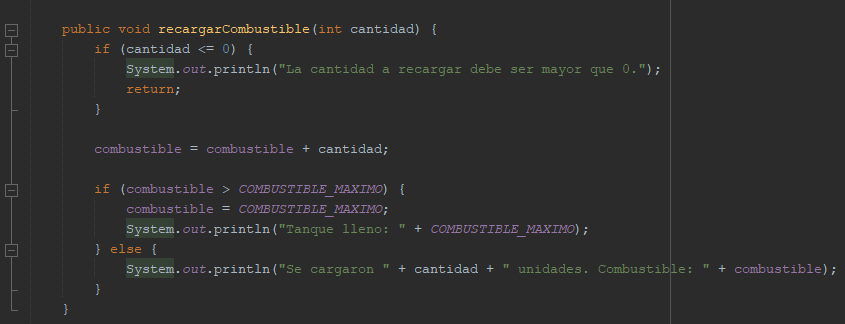 public void recargarCombustible(int cantidad) {
if (cantidad <= 0) {
System.out.println("La cantidad a recargar debe ser mayor que 0.");
return;
}
combustible = combustible + cantidad;
if (combustible > COMBUSTIBLE_MAXIMO) {
combustible = COMBUSTIBLE_MAXIMO;
System.out.println("Tanque lleno: " + COMBUSTIBLE_MAXIMO);
} else {
System.out.println("Se cargaron " + cantidad + " unidades. Combustible: " + combustible);
}
}